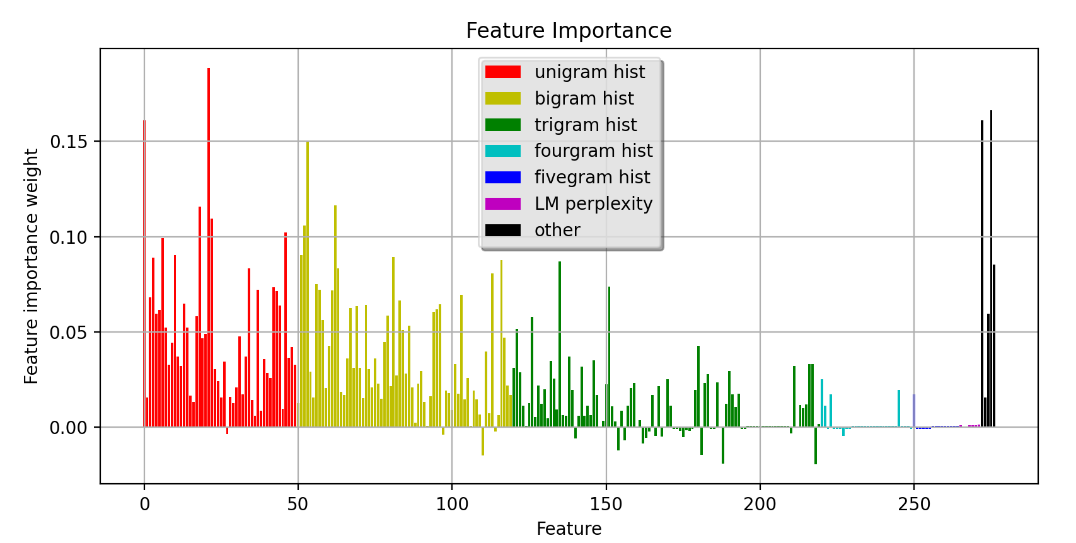 Feature Importance
unigram hist
bigram hist
trigram hist
fourgram hist
fivegram hist
LM perplexity
other
Feature importance weight
0.15
0.10
0.05
0.00
0 50 100 150 200 250
Feature